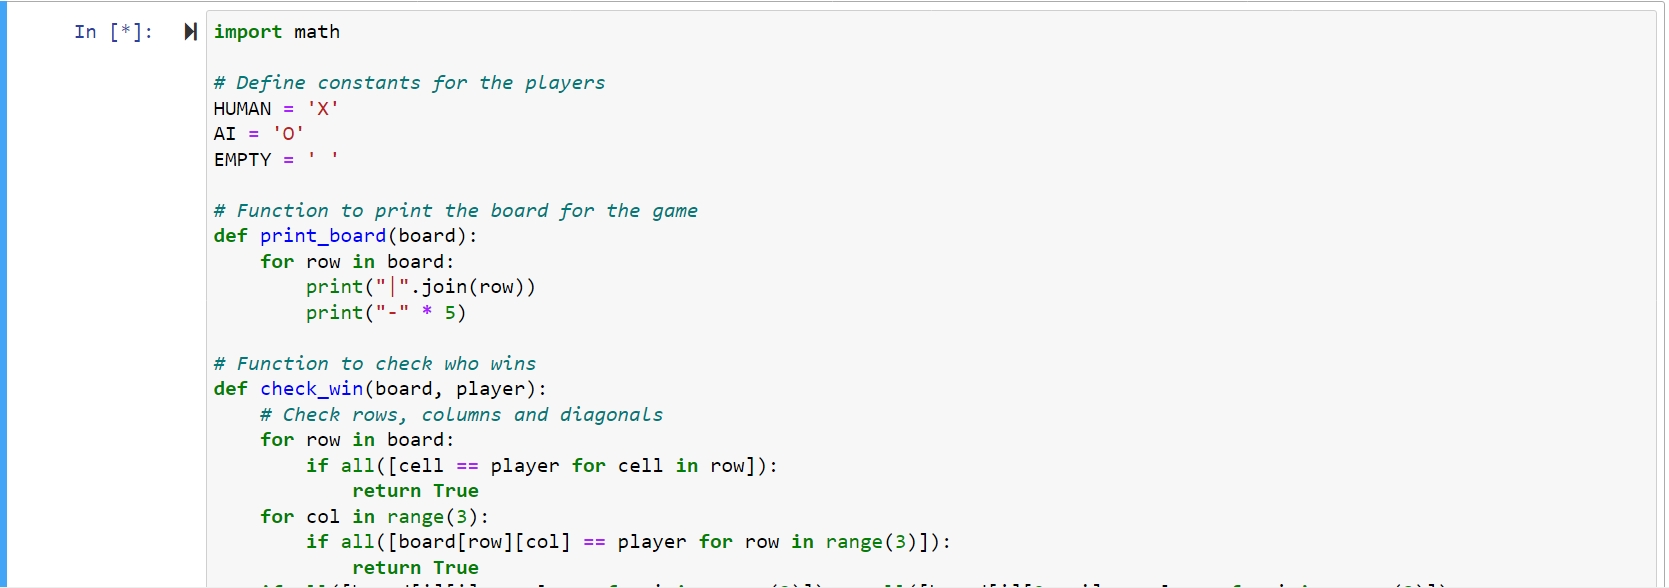 In [*]:
import math

# Define constants for the players
HUMAN = 'X'
AI = 'O'
EMPTY = ' '

# Function to print the board for the game
def print_board(board):
    for row in board:
        print("|".join(row))
        print("-" * 5)

# Function to check who wins
def check_win(board, player):
    # Check rows, columns and diagonals
    for row in board:
        if all([cell == player for cell in row]):
            return True
    for col in range(3):
        if all([board[row][col] == player for row in range(3)]):
            return True